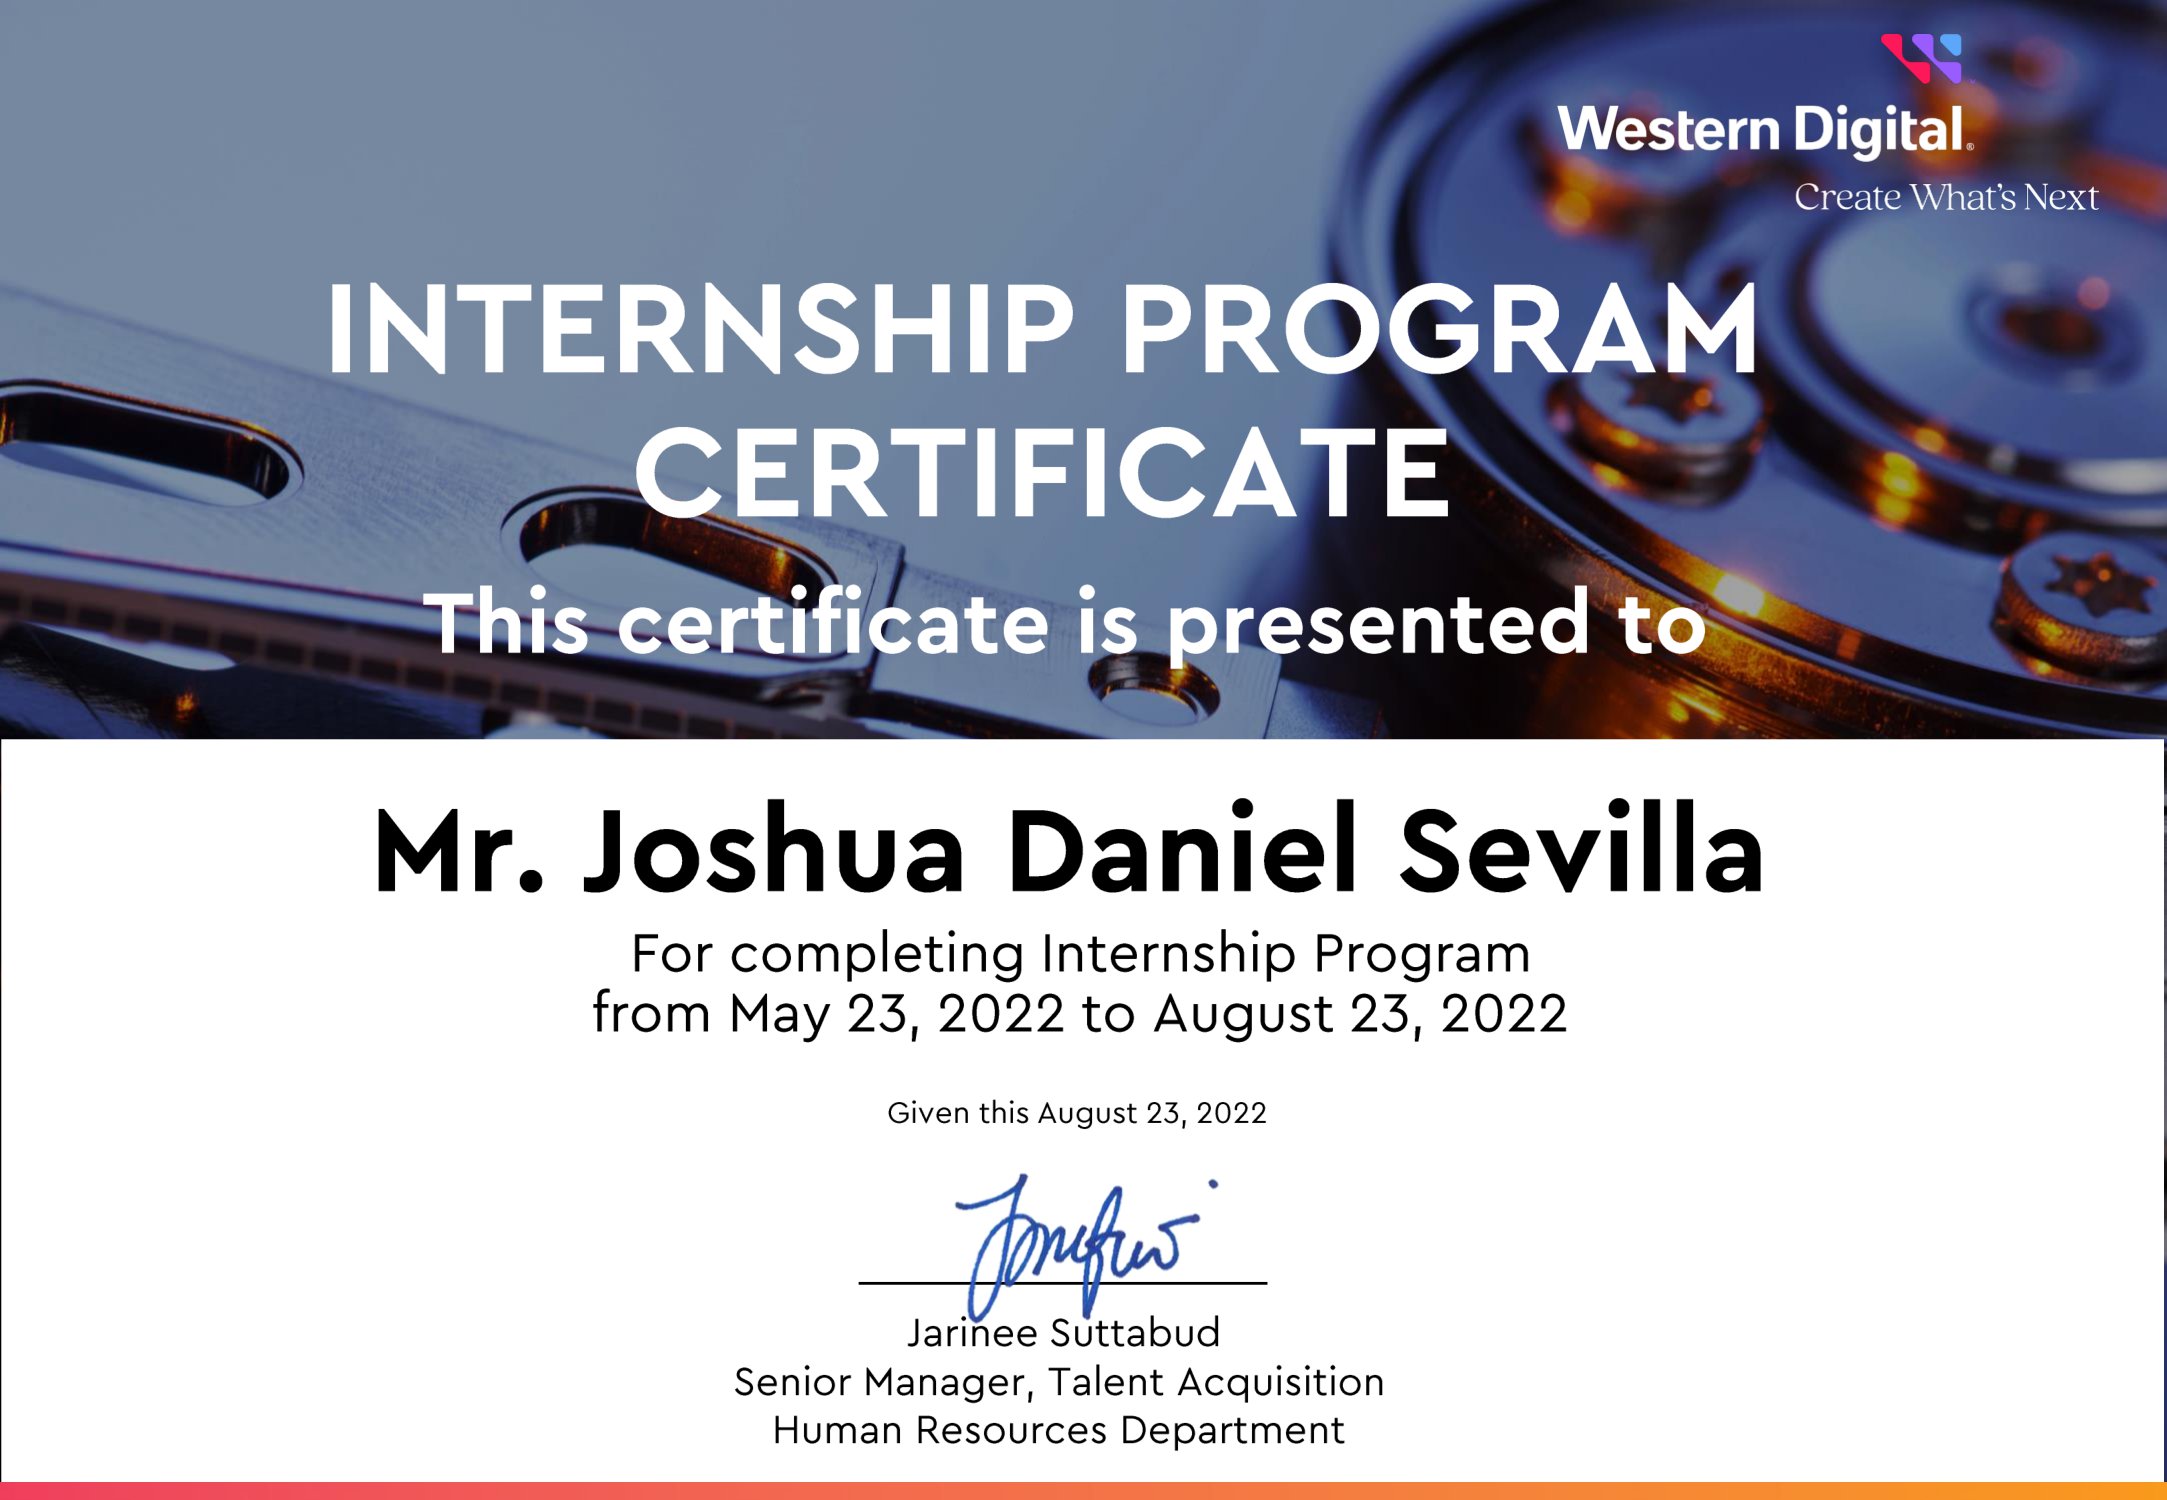 Western Digital®
Create What's Next
INTERNSHIP PROGRAM
CERTIFICATE
This certificate is presented to
Mr. Joshua Daniel Sevilla
For completing Internship Program
from May 23, 2022 to August 23, 2022
Given this August 23, 2022
Jarinee Suttabud
Senior Manager, Talent Acquisition
Human Resources Department